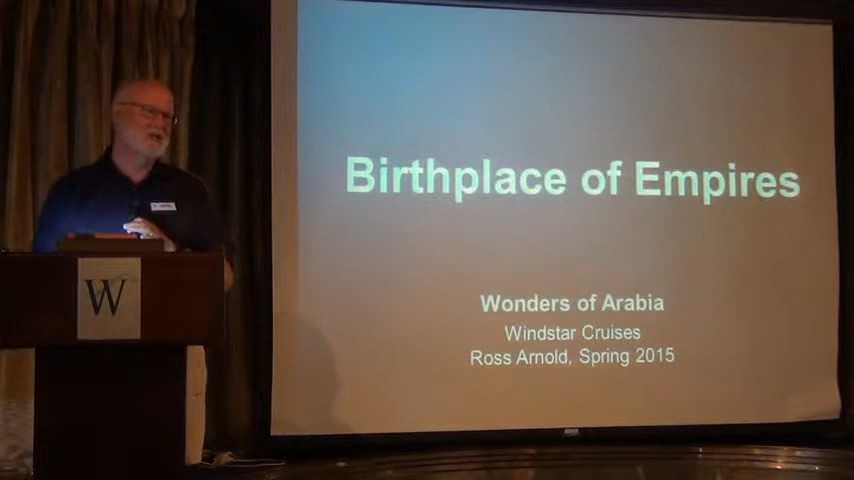 Birthplace of Empires
Wonders of Arabia
Windstar Cruises
Ross Arnold, Spring 2015
W